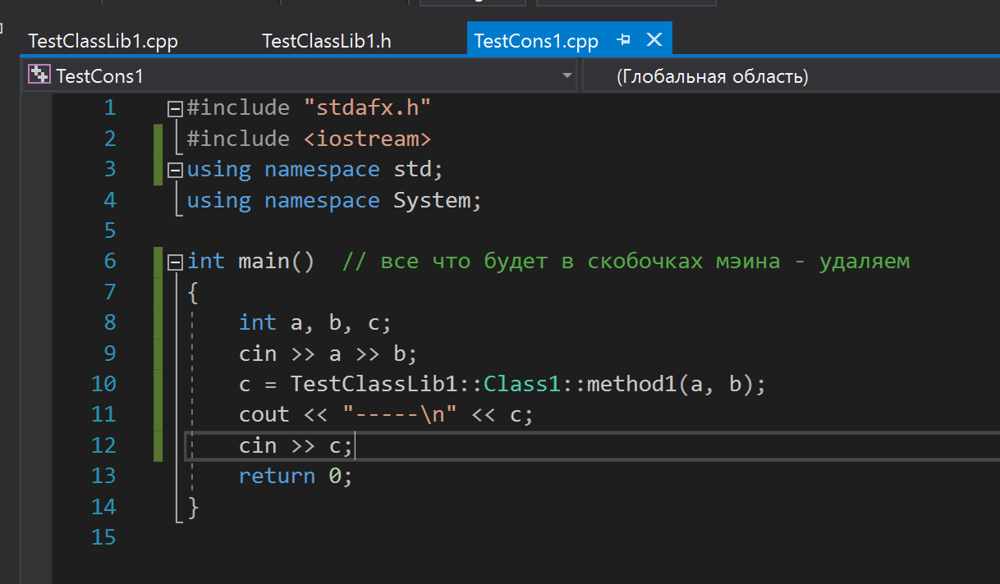 TestClassLib1.cpp TestClassLib1.h TestCons1.cpp
TestCons1 (Глобальная область)
1 #include "stdafx.h"
2 #include <iostream>
3 using namespace std;
4 using namespace System;
5
6 int main()  // все что будет в скобочках мэина - удаляем
7 {
8     int a, b, c;
9     cin >> a >> b;
10     c = TestClassLib1::Class1::method1(a, b);
11     cout << "-----\n" << c;
12     cin >> c;
13     return 0;
14 }
15